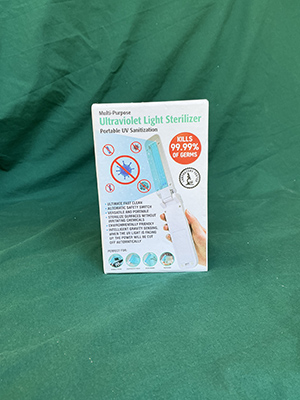 Multi-Purpose
Ultraviolet Light Sterilizer
Portable UV Sanitization
KILLS
99.99%
OF GERMS
• ULTIMATE FAST CLEAN
• AUTOMATIC SAFETY SWITCH
• VERSATILE AND PORTABLE
• STERILIZE SURFACES WITHOUT
IRRITATING CHEMICALS
• ENVIRONMENTALLY FRIENDLY
• INTELLIGENT GRAVITY SENSING,
WHEN THE UV LIGHT IS FACING
UP THE POWER WILL BE CUT
OFF AUTOMATICALLY